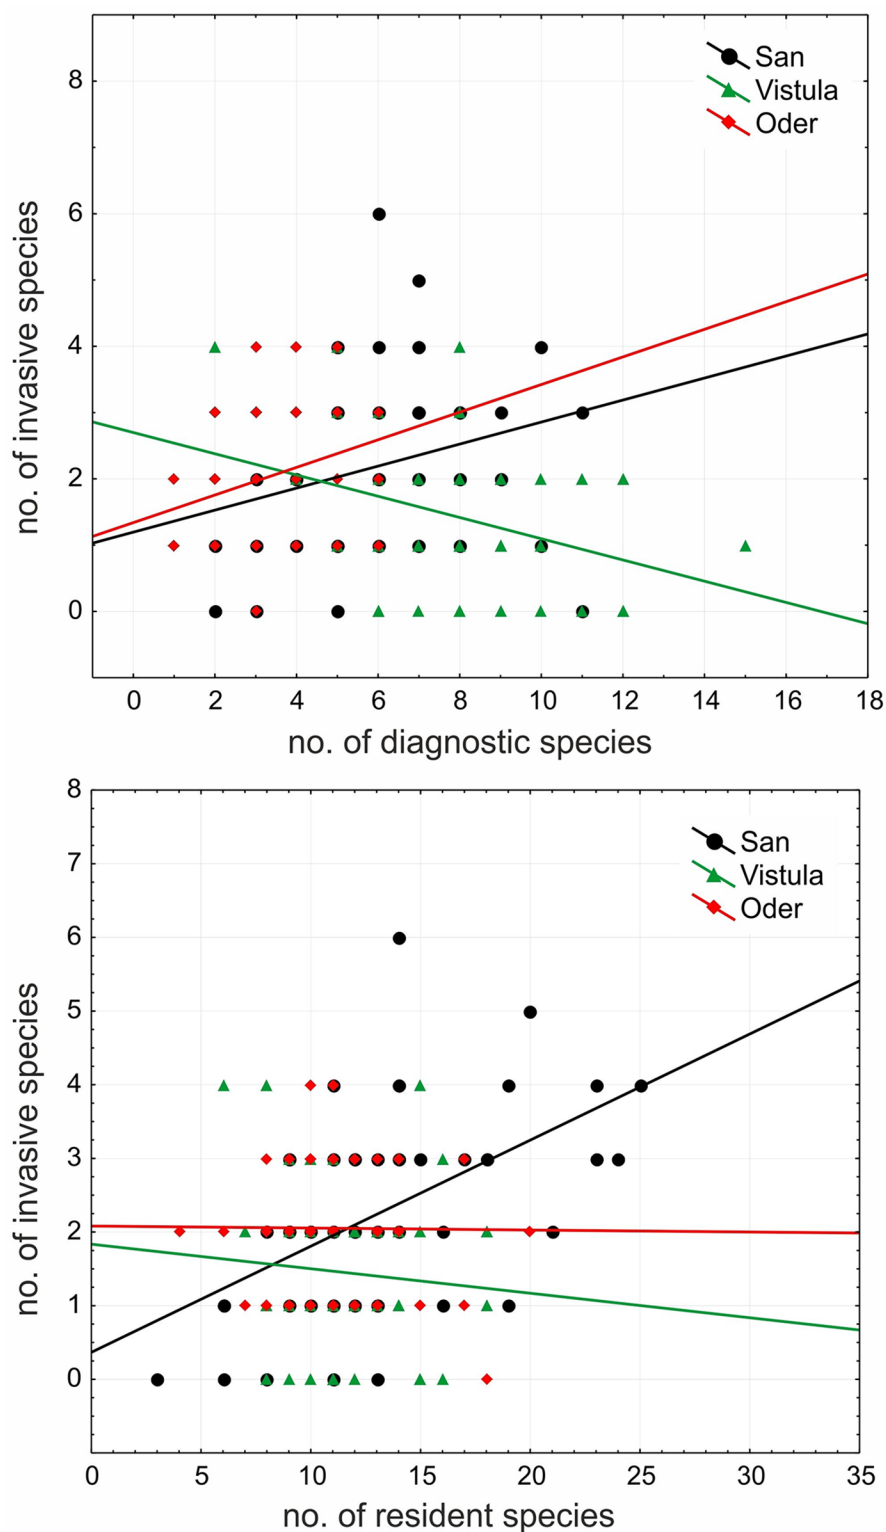 San
Vistula
Oder
8
6
4
2
0
no. of invasive species
0 2 4 6 8 10 12 14 16 18
no. of diagnostic species
San
Vistula
Oder
8
7
6
5
4
3
2
1
0
no. of invasive species
0 5 10 15 20 25 30 35
no. of resident species